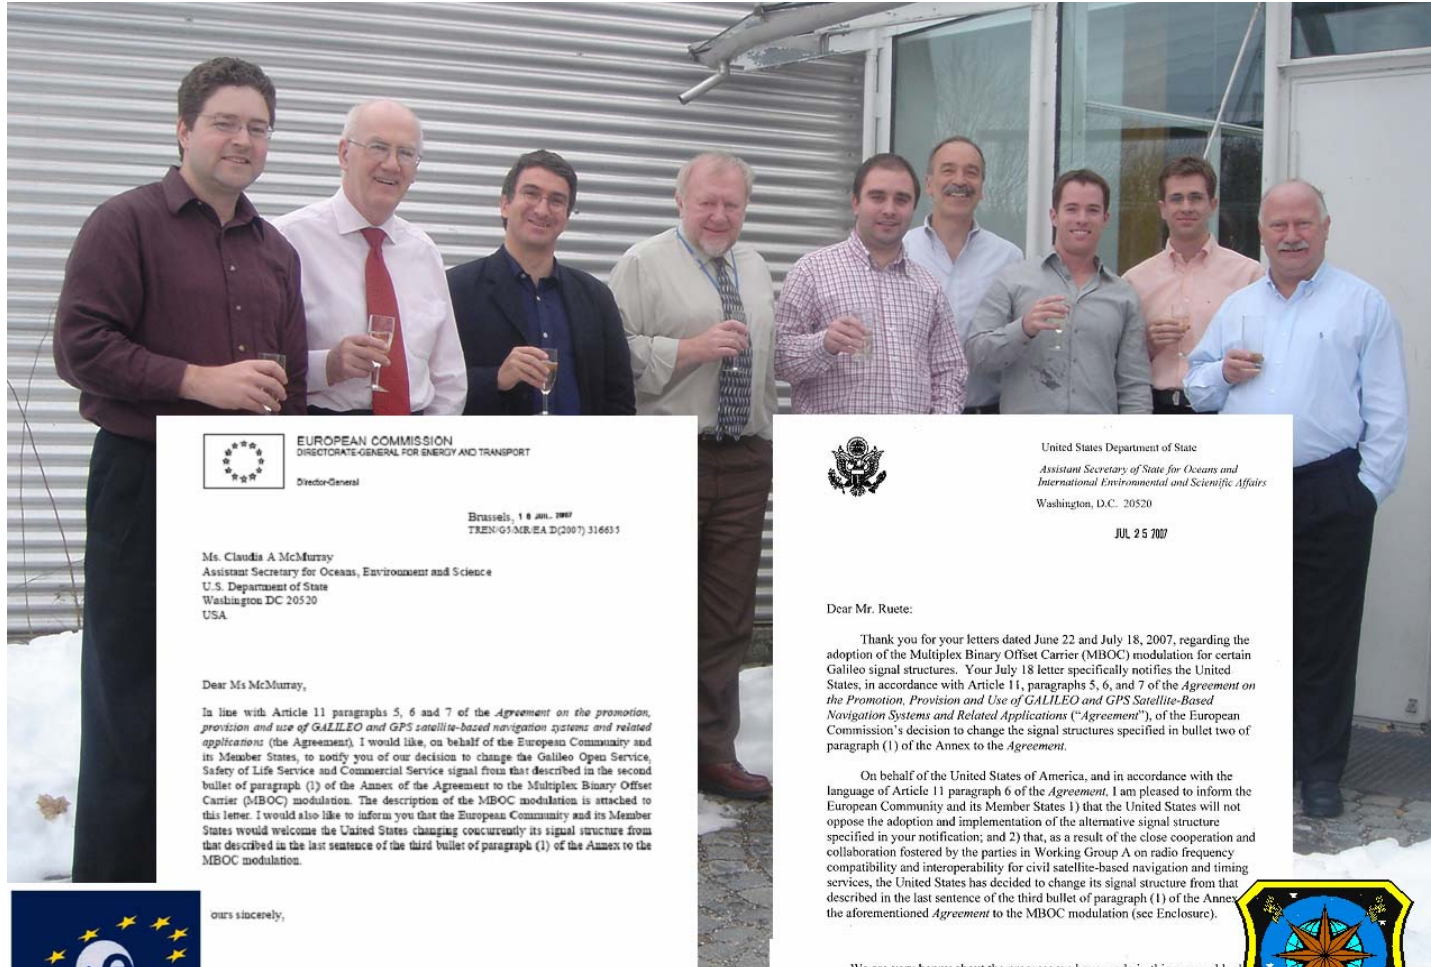 EUROPEAN COMMISSION
DIRECTORATE-GENERAL FOR ENERGY AND TRANSPORT
Director-General
Brussels, 18 JUIL. 2007
TREN/G5/MR/EA D(2007) 316635
Ms. Claudia A McMurray
Assistant Secretary for Oceans, Environment and Science
U.S. Department of State
Washington DC 20520
USA
Dear Ms McMurray,
In line with Article 11 paragraphs 5, 6 and 7 of the Agreement on the promotion,
provision and use of GALILEO and GPS satellite-based navigation systems and related
applications (the Agreement), I would like, on behalf of the European Community and
its Member States, to notify you of our decision to change the Galileo Open Service,
Safety of Life Service and Commercial Service signal from that described in the second
bullet of paragraph (1) of the Annex of the Agreement to the Multiplex Binary Offset
Carrier (MBOC) modulation. The description of the MBOC modulation is attached to
this letter. I would also like to inform you that the European Community and its Member
States would welcome the United States changing concurrently its signal structure from
that described in the last sentence of the third bullet of paragraph (1) of the Annex to the
MBOC modulation.
ours sincerely,
United States Department of State
Assistant Secretary of State for Oceans and
International Environmental and Scientific Affairs
Washington, D.C. 20520
JUL 25 2007
Dear Mr. Ruete:
Thank you for your letters dated June 22 and July 18, 2007, regarding the
adoption of the Multiplex Binary Offset Carrier (MBOC) modulation for certain
Galileo signal structures. Your July 18 letter specifically notifies the United
States, in accordance with Article 11, paragraphs 5, 6, and 7 of the Agreement on
the Promotion, Provision and Use of GALILEO and GPS Satellite-Based
Navigation Systems and Related Applications ("Agreement"), of the European
Commission's decision to change the signal structures specified in bullet two of
paragraph (1) of the Annex to the Agreement.
On behalf of the United States of America, and in accordance with the
language of Article 11 paragraph 6 of the Agreement, I am pleased to inform the
European Community and its Member States 1) that the United States will not
oppose the adoption and implementation of the alternative signal structure
specified in your notification; and 2) that, as a result of the close cooperation and
collaboration fostered by the parties in Working Group A on radio frequency
compatibility and interoperability for civil satellite-based navigation and timing
services, the United States has decided to change its signal structure from that
described in the last sentence of the third bullet of paragraph (1) of the Annex
the aforementioned Agreement to the MBOC modulation (see Enclosure).